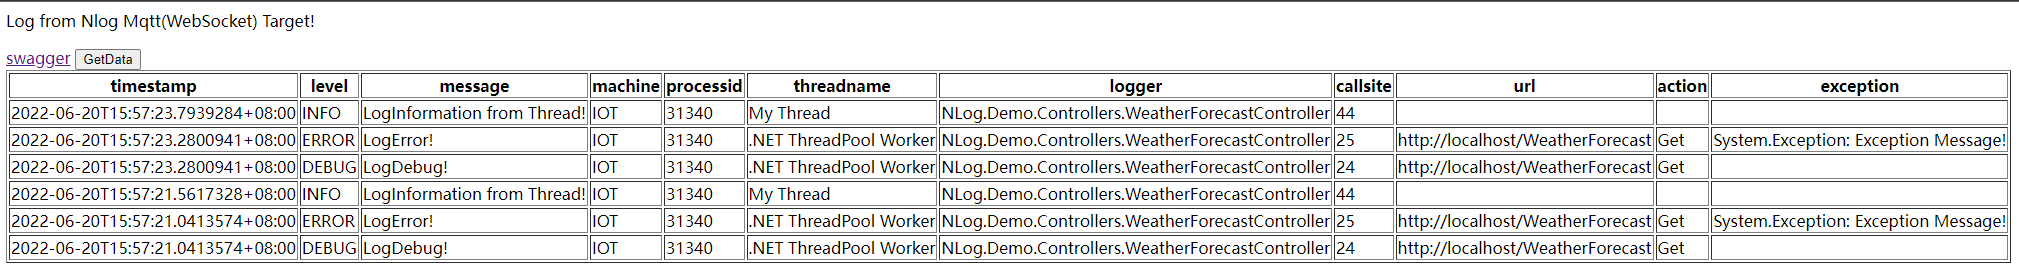 Log from Nlog Mqtt(WebSocket) Target!
swagger GetData
timestamp level message machine processid threadname logger callsite url action exception
2022-06-20T15:57:23.7939284+08:00 INFO LogInformation from Thread! IOT 31340 My Thread NLog.Demo.Controllers.WeatherForecastController 44
2022-06-20T15:57:23.2800941+08:00 ERROR LogError! IOT 31340 .NET ThreadPool Worker NLog.Demo.Controllers.WeatherForecastController 25 http://localhost/WeatherForecast Get System.Exception: Exception Message!
2022-06-20T15:57:23.2800941+08:00 DEBUG LogDebug! IOT 31340 .NET ThreadPool Worker NLog.Demo.Controllers.WeatherForecastController 24 http://localhost/WeatherForecast Get
2022-06-20T15:57:21.5617328+08:00 INFO LogInformation from Thread! IOT 31340 My Thread NLog.Demo.Controllers.WeatherForecastController 44
2022-06-20T15:57:21.0413574+08:00 ERROR LogError! IOT 31340 .NET ThreadPool Worker NLog.Demo.Controllers.WeatherForecastController 25 http://localhost/WeatherForecast Get System.Exception: Exception Message!
2022-06-20T15:57:21.0413574+08:00 DEBUG LogDebug! IOT 31340 .NET ThreadPool Worker NLog.Demo.Controllers.WeatherForecastController 24 http://localhost/WeatherForecast Get